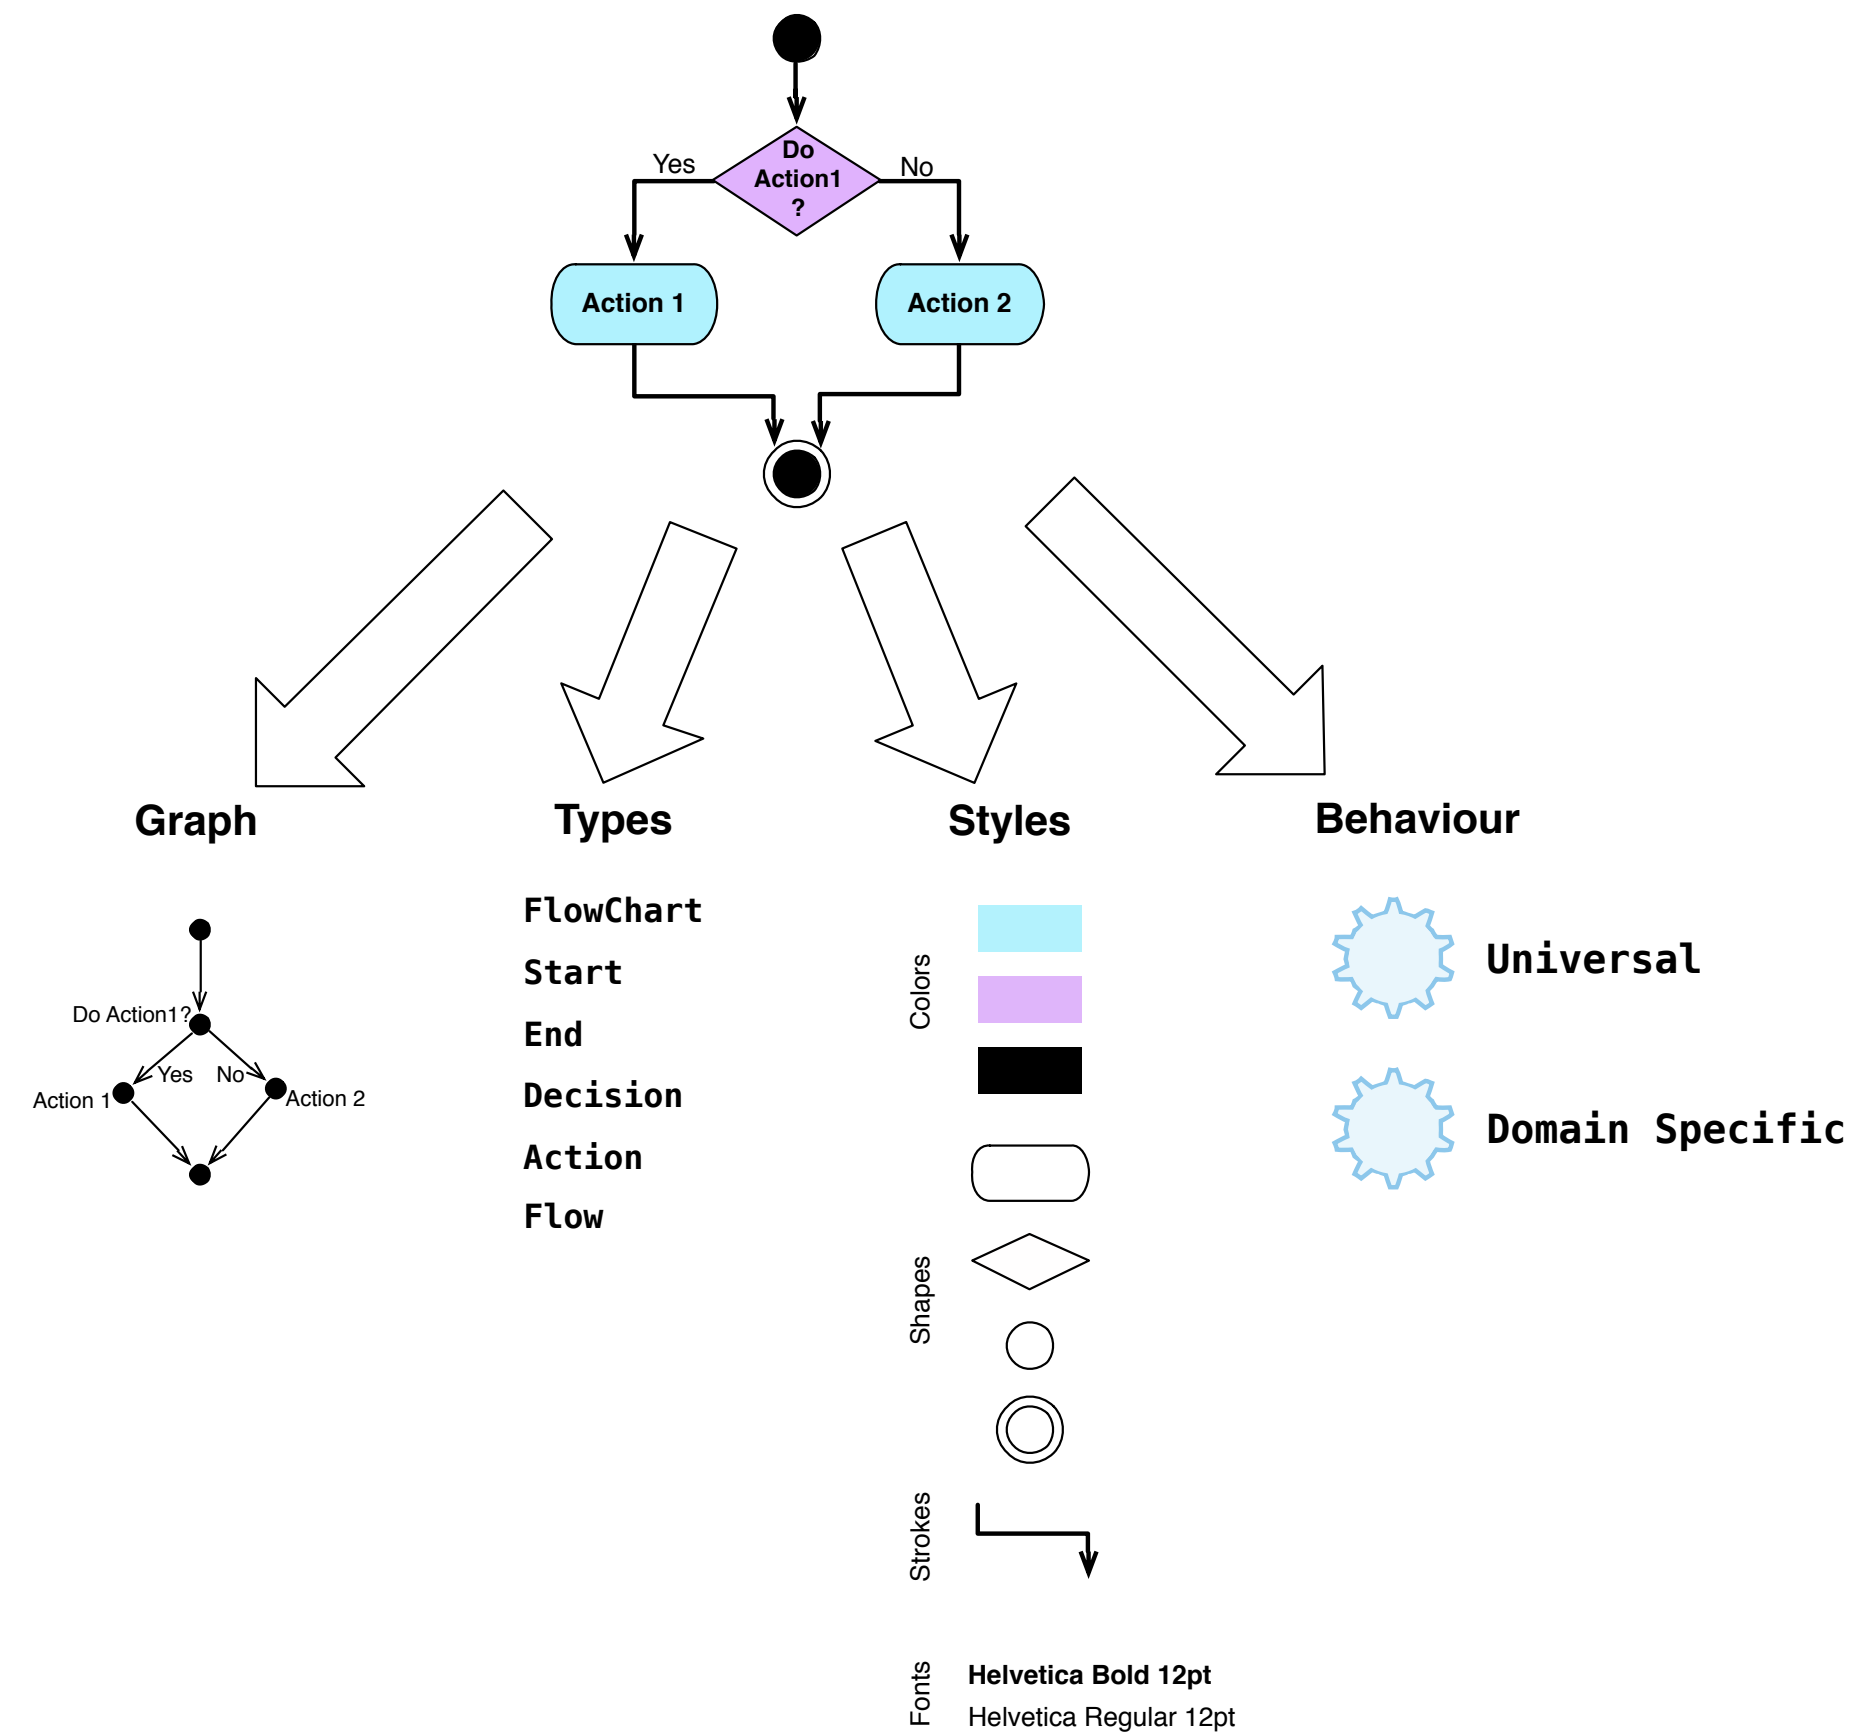 Yes
Do
Action1
?
No
Action 1
Action 2
Graph
Types
Styles
Behaviour
Do Action1?
Yes
No
Action 1
Action 2
FlowChart
Start
End
Decision
Action
Flow
Colors
Shapes
Strokes
Fonts
Helvetica Bold 12pt
Helvetica Regular 12pt
Universal
Domain Specific